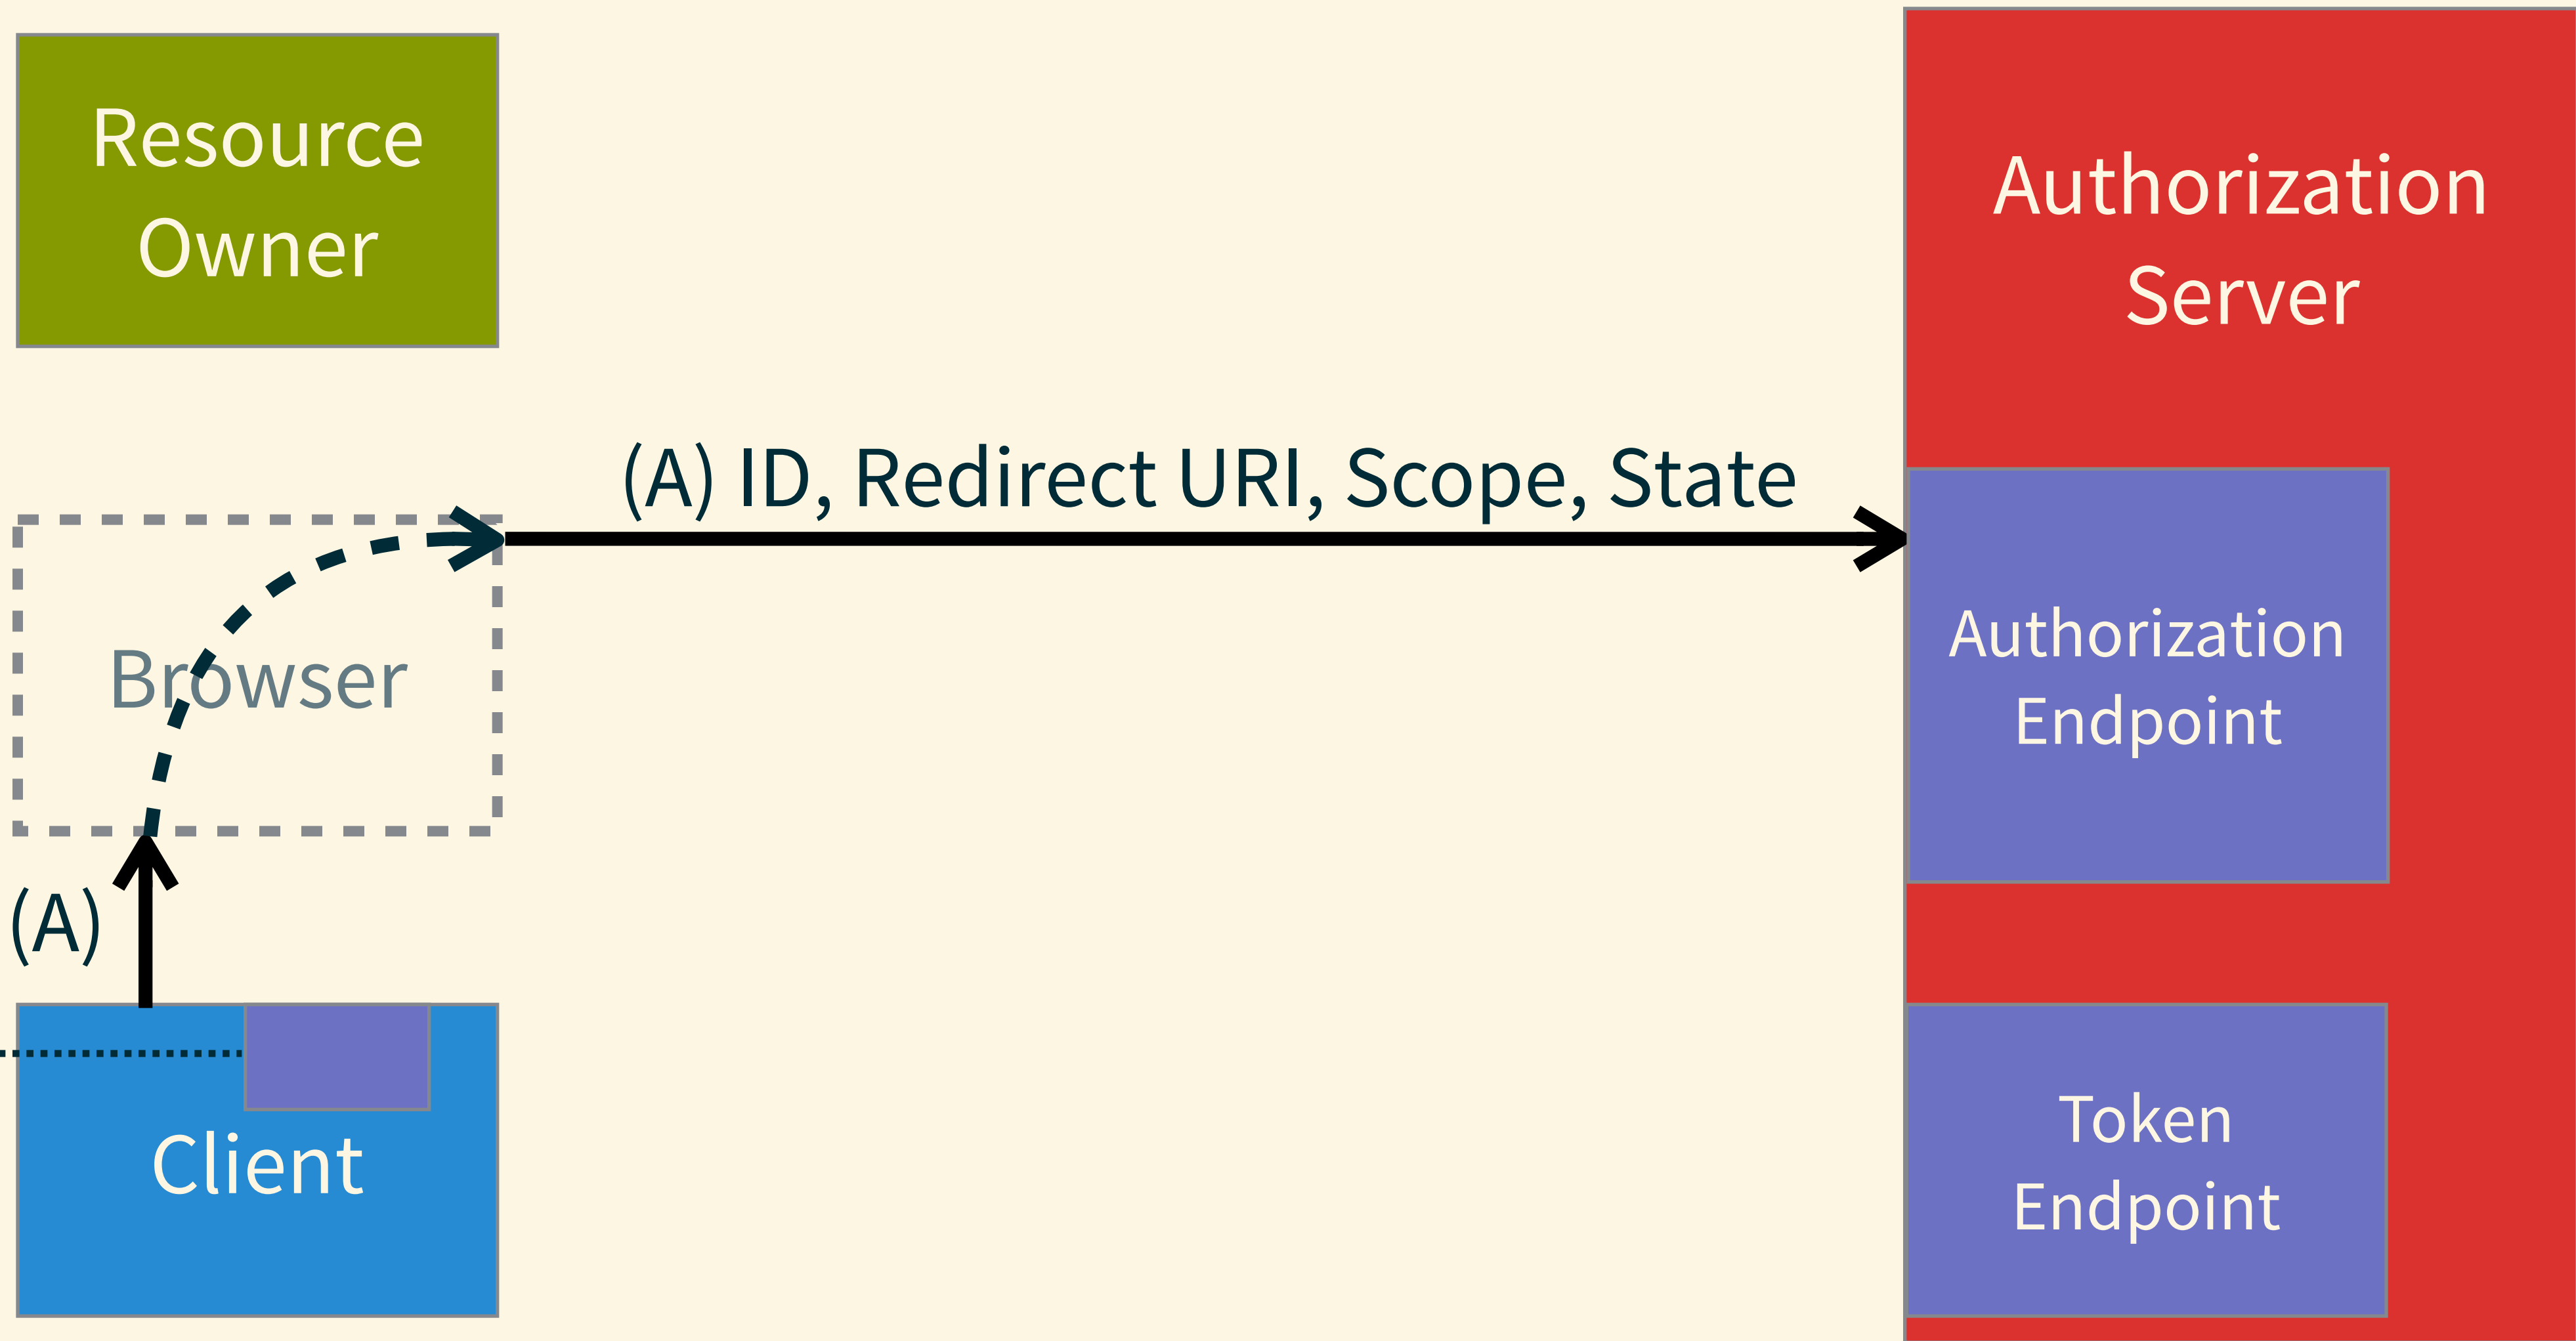 Resource
Owner
Authorization
Server
(A) ID, Redirect URI, Scope, State
Authorization
Endpoint
Browser
(A)
Client
Token
Endpoint